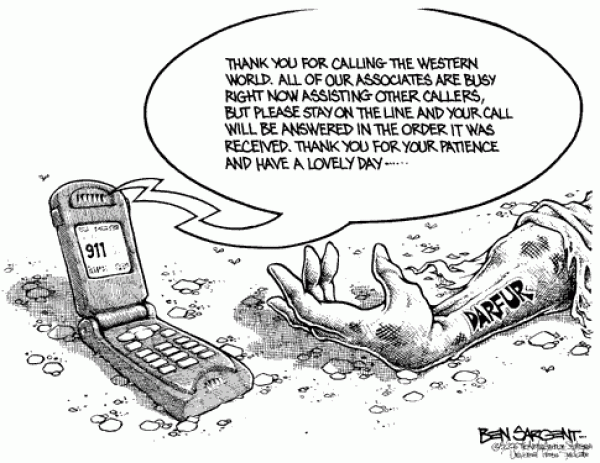 THANK YOU FOR CALLING THE WESTERN
WORLD. ALL OF OUR ASSOCIATES ARE BUSY
RIGHT NOW ASSISTING OTHER CALLERS,
BUT PLEASE STAY ON THE LINE AND YOUR CALL
WILL BE ANSWERED IN THE ORDER IT WAS
RECEIVED. THANK YOU FOR YOUR PATIENCE
AND HAVE A LOVELY DAY......
911
DARFUR
BEN SARGENT...